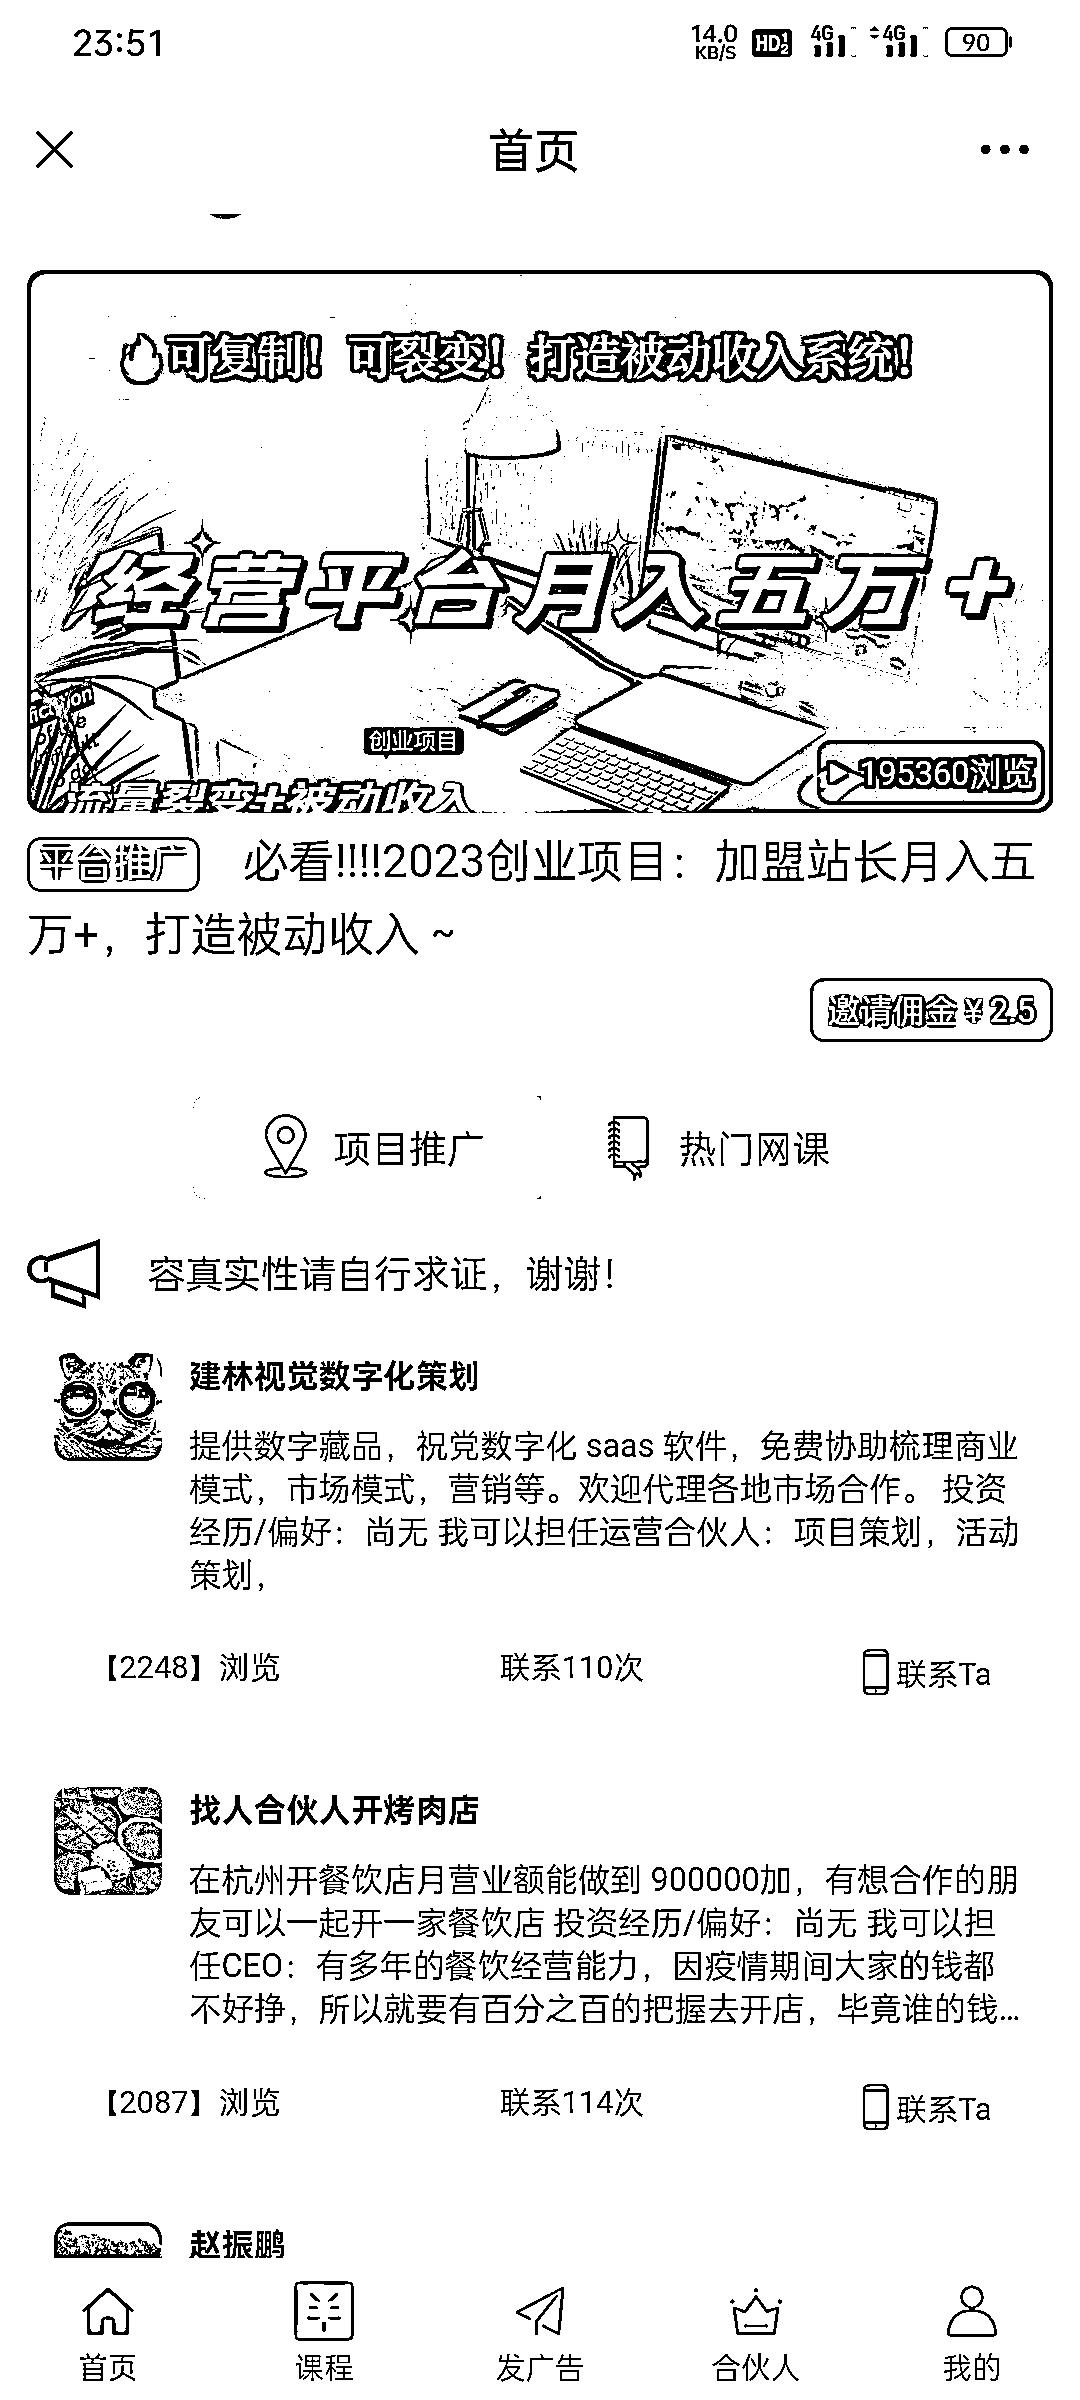 23:51
14.0 KB/S HD 4G 4G 90
首页
可复制！可裂变！打造被动收入系统！
经营平台月入五万+
创业项目
流量裂变+被动收入
195360浏览
平台推广 必看!!!!2023创业项目：加盟站长月入五
万+，打造被动收入 ~
邀请佣金￥2.5
项目推广 热门网课
容真实性请自行求证，谢谢！
建林视觉数字化策划
提供数字藏品，祝党数字化 saas 软件，免费协助梳理商业
模式，市场模式，营销等。欢迎代理各地市场合作。 投资
经历/偏好：尚无 我可以担任运营合伙人：项目策划，活动
策划，
【2248】浏览 联系110次 联系Ta
找人合伙人开烤肉店
在杭州开餐饮店月营业额能做到 900000加，有想合作的朋
友可以一起开一家餐饮店 投资经历/偏好：尚无 我可以担
任CEO：有多年的餐饮经营能力，因疫情期间大家的钱都
不好挣，所以就要有百分之百的把握去开店，毕竟谁的钱...
【2087】浏览 联系114次 联系Ta
赵振鹏
首页 课程 发广告 合伙人 我的